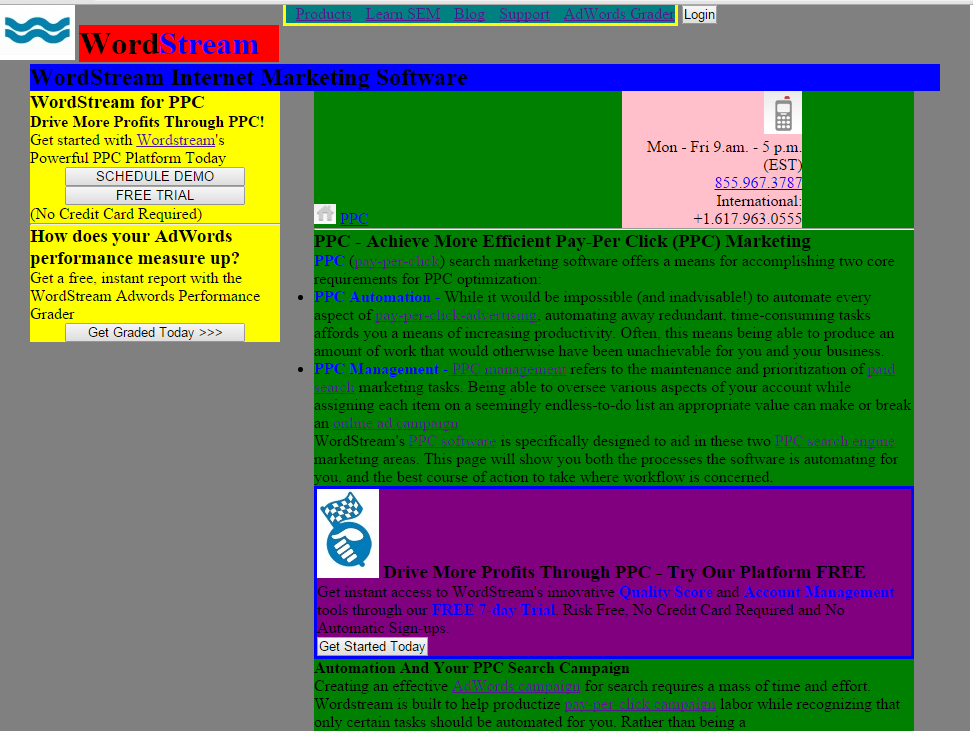 Products Learn SEM Blog Support AdWords Grader Login
WordStream
WordStream Internet Marketing Software
WordStream for PPC
Drive More Profits Through PPC!
Get started with Wordstream's
Powerful PPC Platform Today
SCHEDULE DEMO
FREE TRIAL
(No Credit Card Required)
How does your AdWords
performance measure up?
Get a free, instant report with the
WordStream Adwords Performance
Grader
Get Graded Today >>>
Mon - Fri 9.am. - 5 p.m.
(EST)
855.967.3787
International:
+1.617.963.0555
PPC
PPC - Achieve More Efficient Pay-Per Click (PPC) Marketing
PPC (pay-per-click) search marketing software offers a means for accomplishing two core
requirements for PPC optimization:
• PPC Automation - While it would be impossible (and inadvisable!) to automate every
aspect of pay-per-click-advertising, automating away redundant, time-consuming tasks
affords you a means of increasing productivity. Often, this means being able to produce an
amount of work that would otherwise have been unachievable for you and your business.
• PPC Management - PPC management refers to the maintenance and prioritization of paid
search marketing tasks. Being able to oversee various aspects of your account while
assigning each item on a seemingly endless-to-do list an appropriate value can make or break
an online ad campaign.
WordStream's PPC software is specifically designed to aid in these two PPC search engine
marketing areas. This page will show you both the processes the software is automating for
you, and the best course of action to take where workflow is concerned.
Drive More Profits Through PPC - Try Our Platform FREE
Get instant access to WordStream's innovative Quality Score and Account Management
tools through our FREE 7-day Trial. Risk Free, No Credit Card Required and No
Automatic Sign-ups.
Get Started Today
Automation And Your PPC Search Campaign
Creating an effective AdWords campaign for search requires a mass of time and effort.
Wordstream is built to help productize pay-per-click campaign labor while recognizing that
only certain tasks should be automated for you. Rather than being a